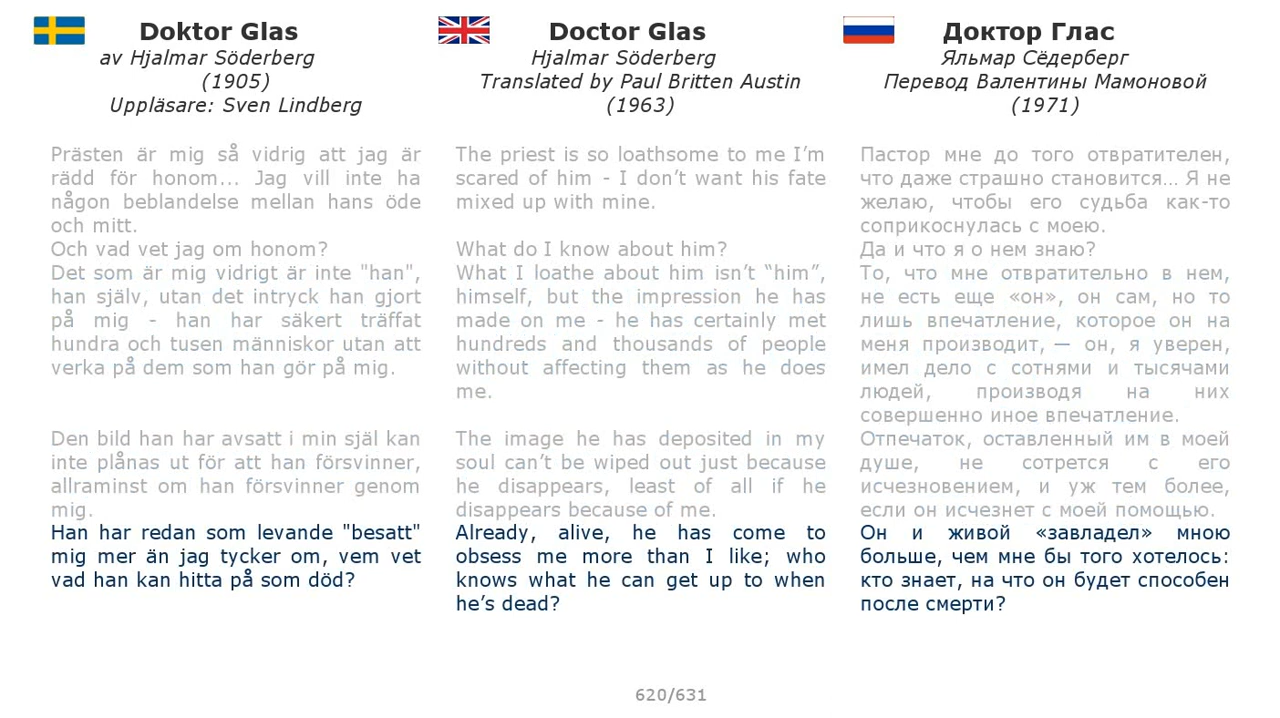 Doktor Glas
av Hjalmar Söderberg
(1905)
Uppläsare: Sven Lindberg
Prästen är mig så vidrig att jag är
rädd för honom... Jag vill inte ha
någon beblandelse mellan hans öde
och mitt.
Och vad vet jag om honom?
Det som är mig vidrigt är inte "han",
han själv, utan det intryck han gjort
på mig - han har säkert träffat
hundra och tusen människor utan att
verka på dem som han gör på mig.
Den bild han har avsatt i min själ kan
inte plånas ut för att han försvinner,
allraminst om han försvinner genom
mig.
Han har redan som levande "besatt"
mig mer än jag tycker om, vem vet
vad han kan hitta på som död?
Doctor Glas
Hjalmar Söderberg
Translated by Paul Britten Austin
(1963)
The priest is so loathsome to me I’m
scared of him - I don’t want his fate
mixed up with mine.
What do I know about him?
What I loathe about him isn’t “him”,
himself, but the impression he has
made on me - he has certainly met
hundreds and thousands of people
without affecting them as he does
me.
The image he has deposited in my
soul can’t be wiped out just because
he disappears, least of all if he
disappears because of me.
Already, alive, he has come to
obsess me more than I like; who
knows what he can get up to when
he’s dead?
Доктор Глас
Яльмар Сёдерберг
Перевод Валентины Мамоновой
(1971)
Пастор мне до того отвратителен,
что даже страшно становится... Я не
желаю, чтобы его судьба как-то
соприкоснулась с моею.
Да и что я о нем знаю?
То, что мне отвратительно в нем,
не есть еще «он», он сам, но то
лишь впечатление, которое он на
меня производит, — он, я уверен,
имел дело с сотнями и тысячами
людей, производя на них
совершенно иное впечатление.
Отпечаток, оставленный им в моей
душе, не сотрется с его
исчезновением, и уж тем более,
если он исчезнет с моей помощью.
Он и живой «завладел» мною
больше, чем мне бы того хотелось:
кто знает, на что он будет способен
после смерти?
620/631